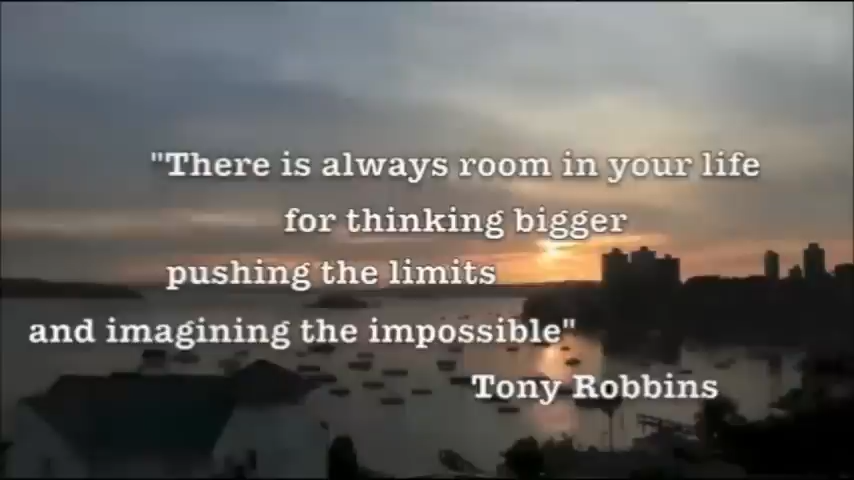 "There is always room in your life
for thinking bigger
pushing the limits
and imagining the impossible"
Tony Robbins